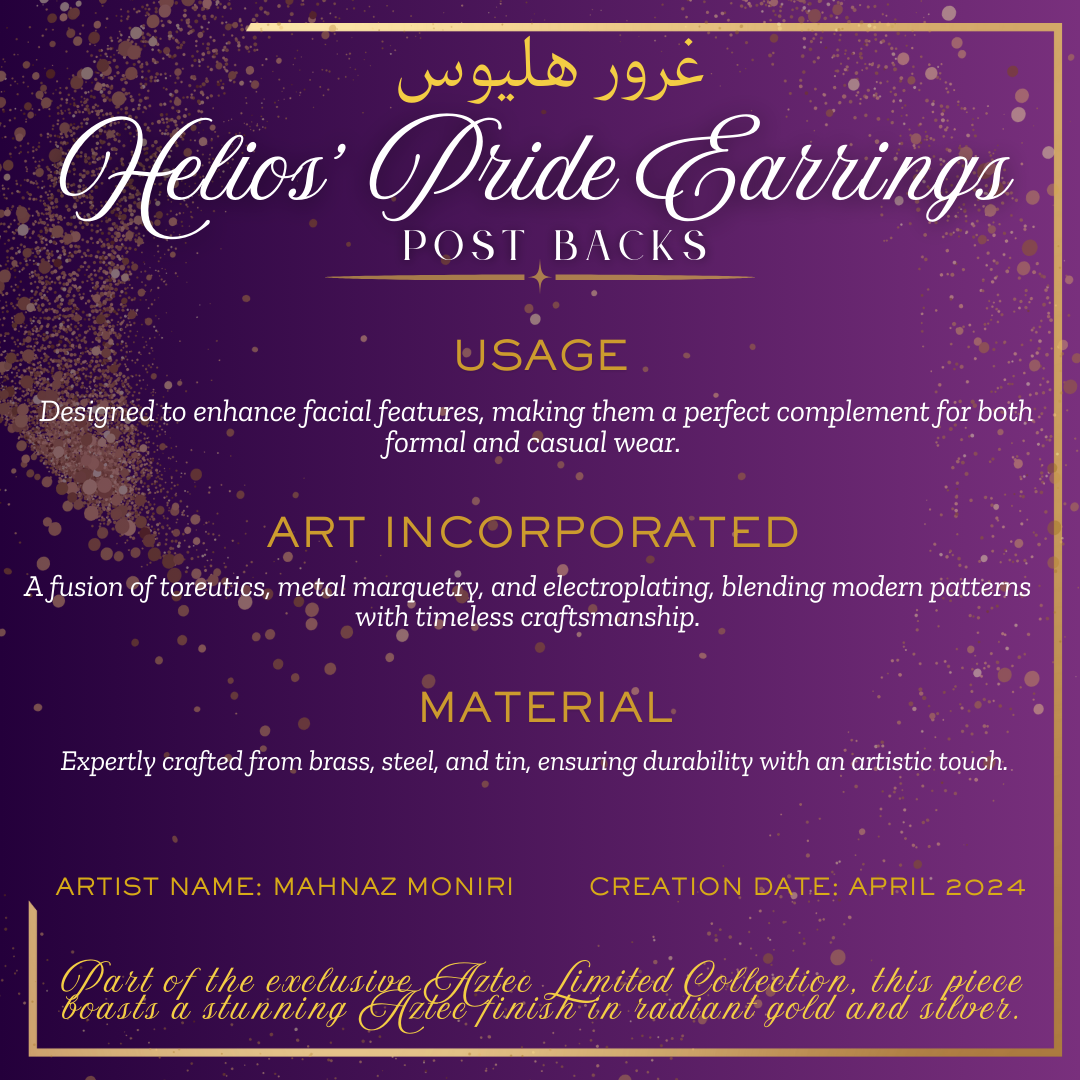 غرور هلیوس
Helios' Pride Earrings
POST BACKS
USAGE
Designed to enhance facial features, making them a perfect complement for both
formal and casual wear.
ART INCORPORATED
A fusion of toreutics, metal marquetry, and electroplating, blending modern patterns
with timeless craftsmanship.
MATERIAL
Expertly crafted from brass, steel, and tin, ensuring durability with an artistic touch.
ARTIST NAME: MAHNAZ MONIRI
CREATION DATE: APRIL 2024
Part of the exclusive Aztec Limited Collection, this piece
boasts a stunning Aztec finish in radiant gold and silver.